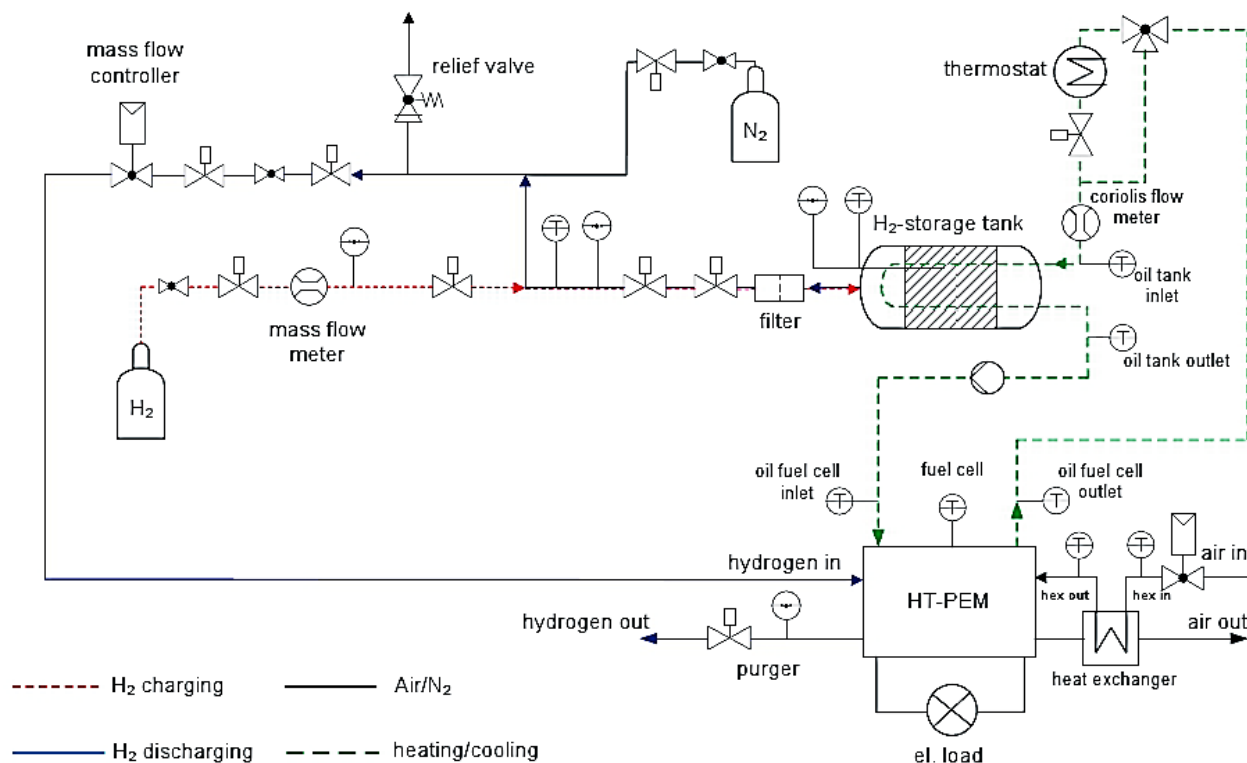 mass flow
controller
relief valve
N₂
thermostat
coriolis flow
meter
H₂-storage tank
T
T
T
oil tank
inlet
filter
mass flow
meter
H₂
T
oil tank outlet
oil fuel cell
inlet
T
fuel cell
T
oil fuel cell
outlet
T
hydrogen in
HT-PEM
T
T
air in
hex out
hex in
hydrogen out
purger
air out
heat exchanger
el. load
H₂ charging
Air/N₂
H₂ discharging
heating/cooling